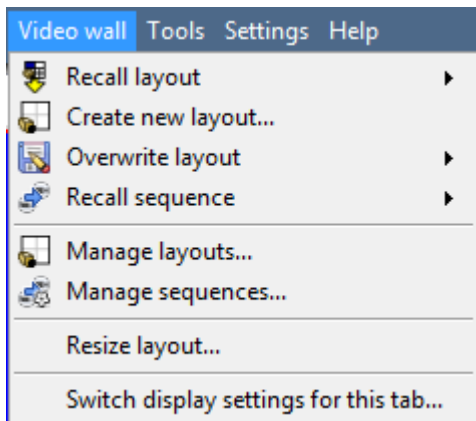 Video wall Tools Settings Help
Recall layout
Create new layout...
Overwrite layout
Recall sequence
Manage layouts...
Manage sequences...
Resize layout...
Switch display settings for this tab...